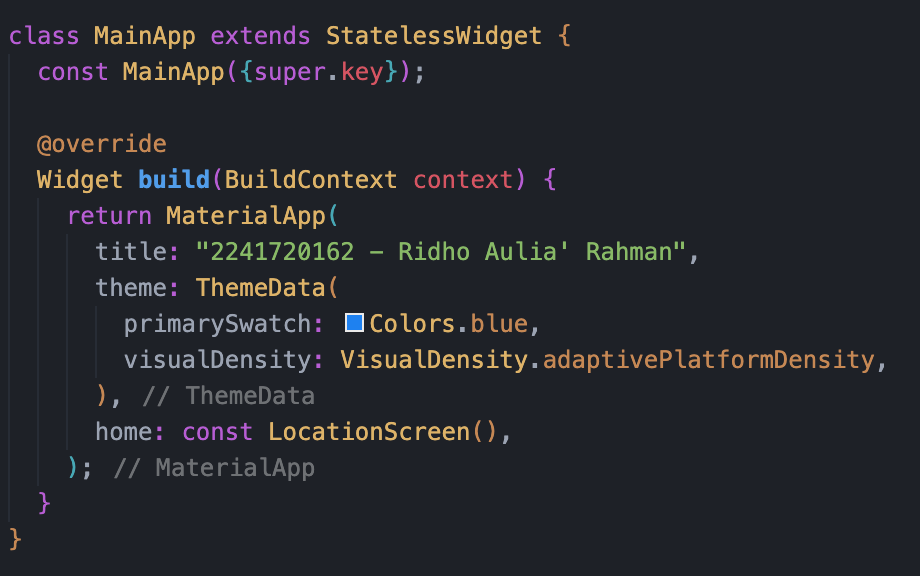 class MainApp extends StatelessWidget {
  const MainApp({super.key});

  @override
  Widget build(BuildContext context) {
    return MaterialApp(
      title: "2241720162 – Ridho Aulia' Rahman",
      theme: ThemeData(
        primarySwatch: Colors.blue,
        visualDensity: VisualDensity.adaptivePlatformDensity,
      ), // ThemeData
      home: const LocationScreen(),
    ); // MaterialApp
  }
}